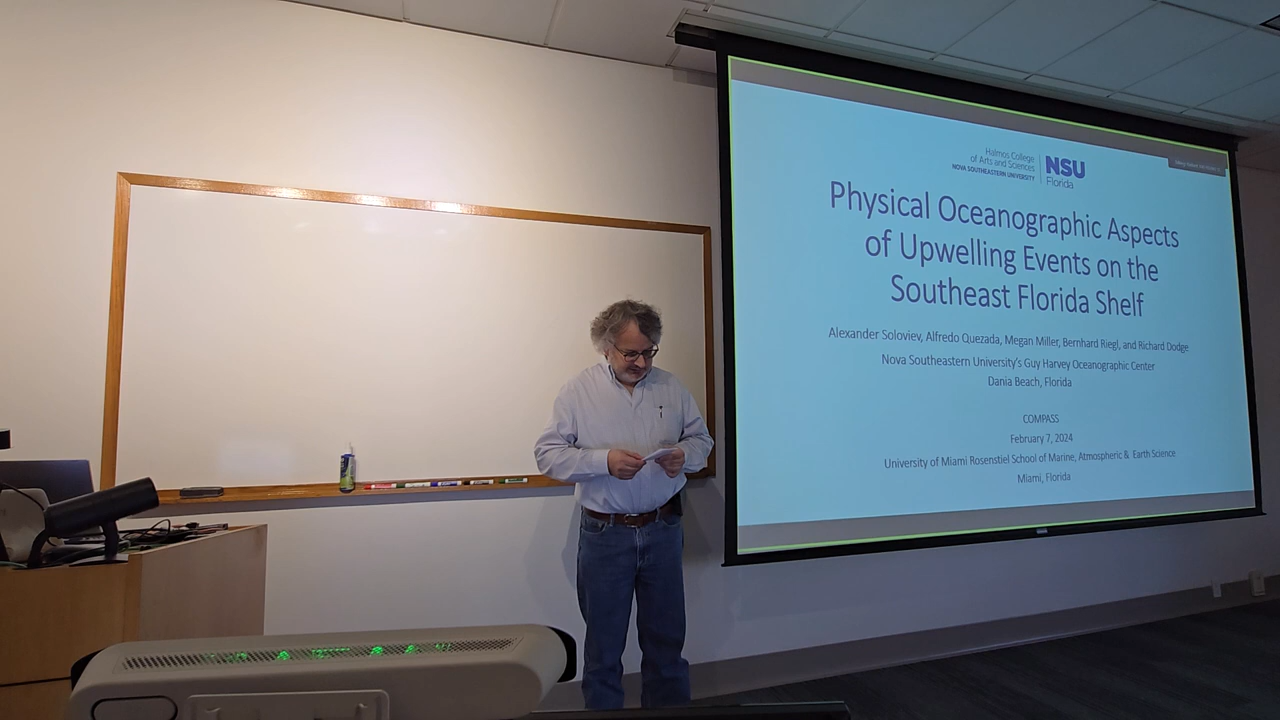 Halmos College
of Arts and Sciences
NOVA SOUTHEASTERN UNIVERSITY
NSU
Florida
Physical Oceanographic Aspects
of Upwelling Events on the
Southeast Florida Shelf
Alexander Soloviev, Alfredo Quezada, Megan Miller, Bernhard Riegl, and Richard Dodge
Nova Southeastern University's Guy Harvey Oceanographic Center
Dania Beach, Florida
COMPASS
February 7, 2024
University of Miami Rosenstiel School of Marine, Atmospheric & Earth Science
Miami, Florida